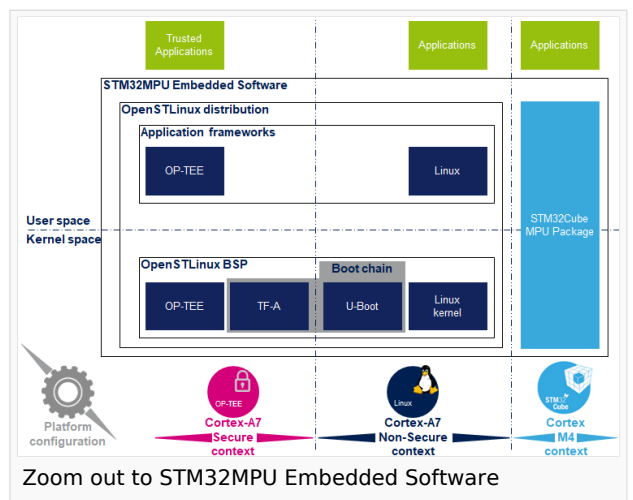 Trusted
Applications
Applications
Applications
STM32MPU Embedded Software
OpenSTLinux distribution
Application frameworks
OP-TEE
Linux
STM32Cube
MPU Package
User space
Kernel space
OpenSTLinux BSP
Boot chain
OP-TEE
TF-A
U-Boot
Linux
kernel
Platform
configuration
OP-TEE
Cortex-A7
Secure
context
Linux
Cortex-A7
Non-Secure
context
STM32
Cube
Cortex
M4
context
Zoom out to STM32MPU Embedded Software